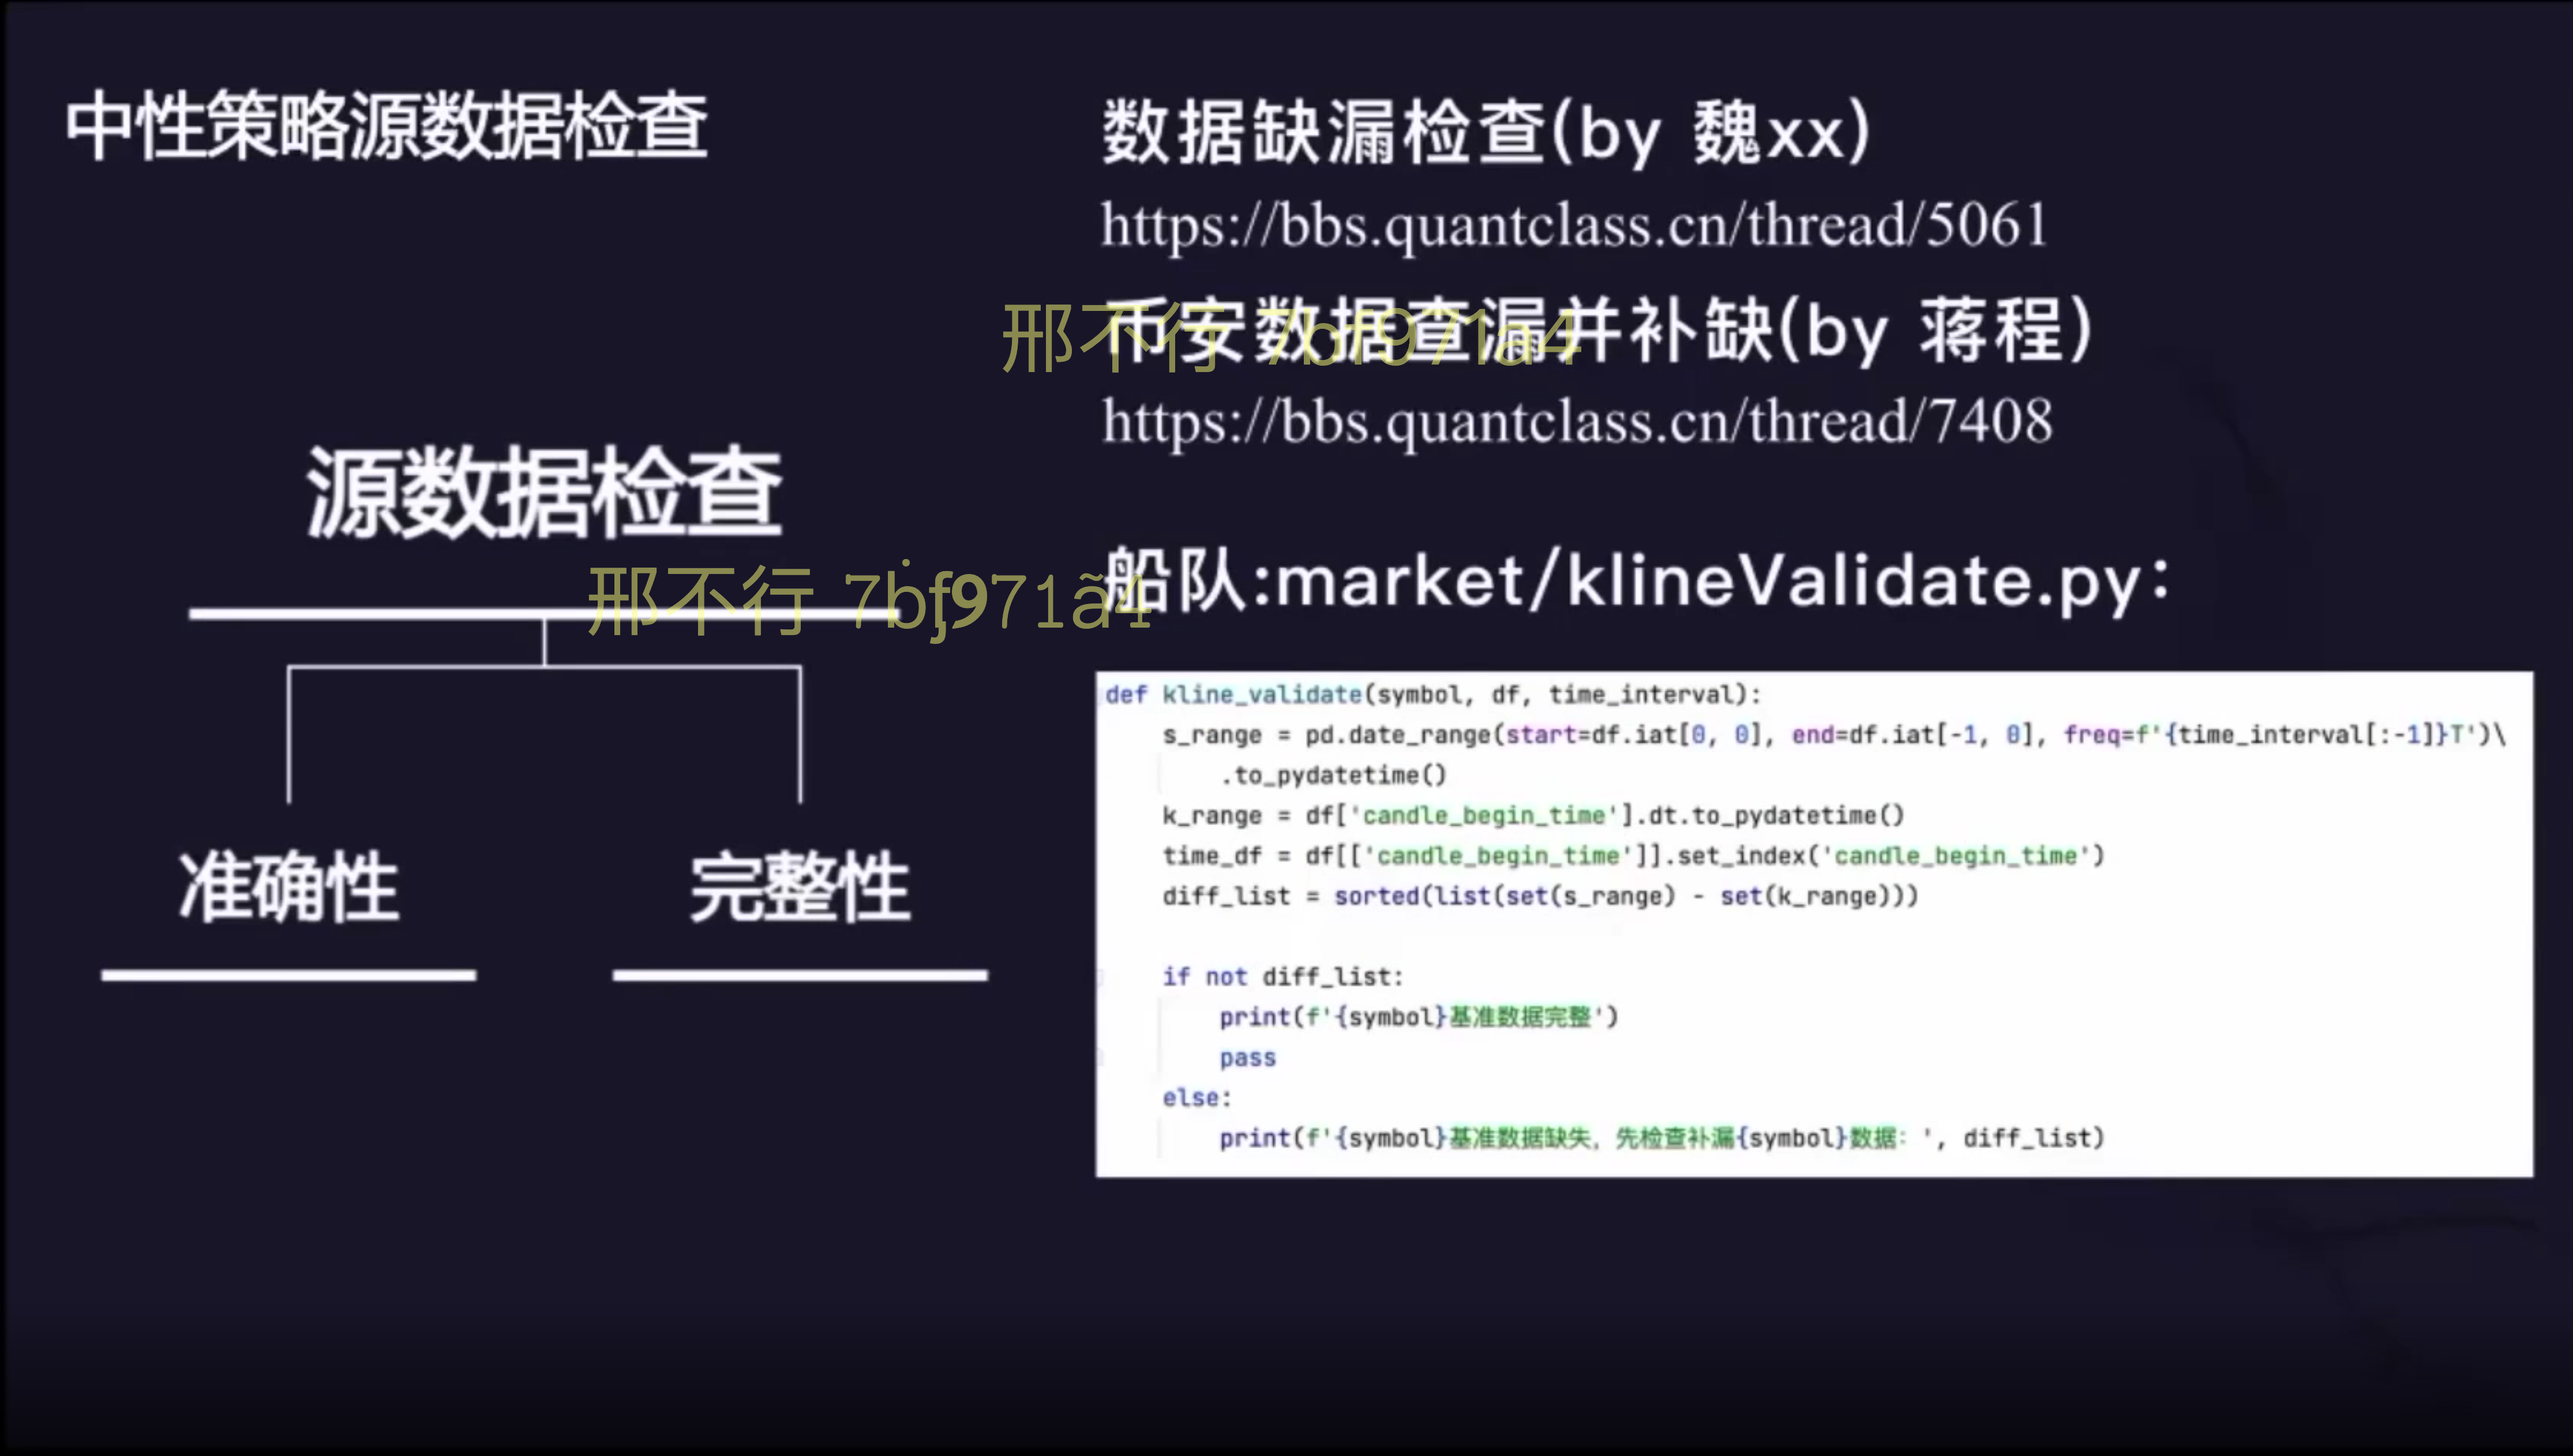 中性策略源数据检查
源数据检查
准确性
完整性
数据缺漏检查(by 魏xx)
https://bbs.quantclass.cn/thread/5061
币安数据查漏并补缺(by 蒋程)
https://bbs.quantclass.cn/thread/7408
船队:market/klineValidate.py:
def kline_validate(symbol, df, time_interval):
    s_range = pd.date_range(start=df.iat[0, 0], end=df.iat[-1, 0], freq=f'{time_interval[:-1]}T')\
        .to_pydatetime()
    k_range = df['candle_begin_time'].dt.to_pydatetime()
    time_df = df[['candle_begin_time']].set_index('candle_begin_time')
    diff_list = sorted(list(set(s_range) - set(k_range)))
    if not diff_list:
        print(f'{symbol}基准数据完整')
        pass
    else:
        print(f'{symbol}基准数据缺失，先检查补漏{symbol}数据：', diff_list)
邢不行 7bf971a4
邢不行 7ḃf971ã4